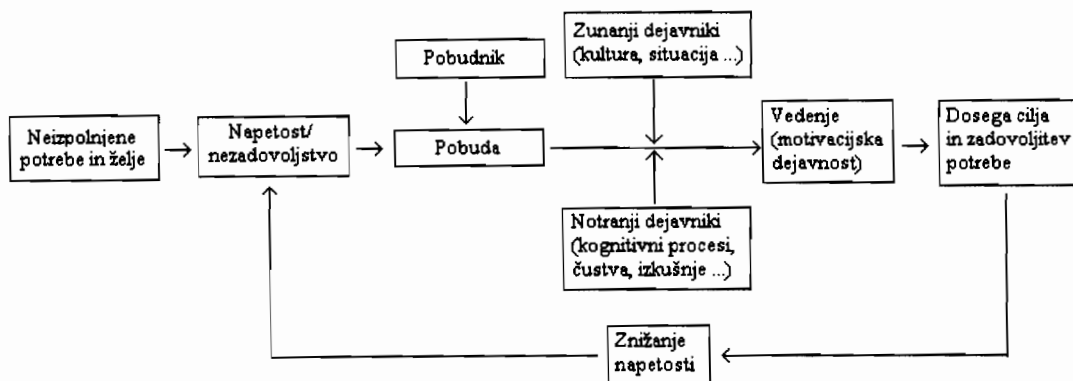 Neizpolnjene
potrebe in želje
Napetost/
nezadovoljstvo
Pobudnik
Pobuda
Zunanji dejavniki
(kultura, situacija ...)
Notranji dejavniki
(kognitivni procesi,
čustva, izkušnje ...)
Vedenje
(motivacijska
dejavnost)
Dosega cilja
in zadovoljitev
potrebe
Znižanje
napetosti